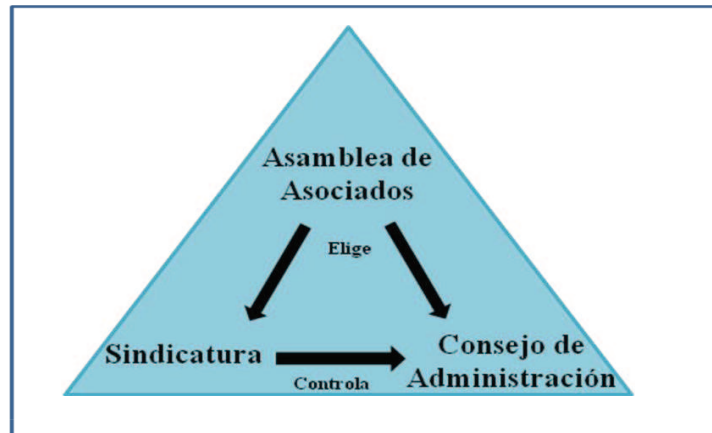 Asamblea de
Asociados
Elige
Sindicatura
Controla
Consejo de
Administración